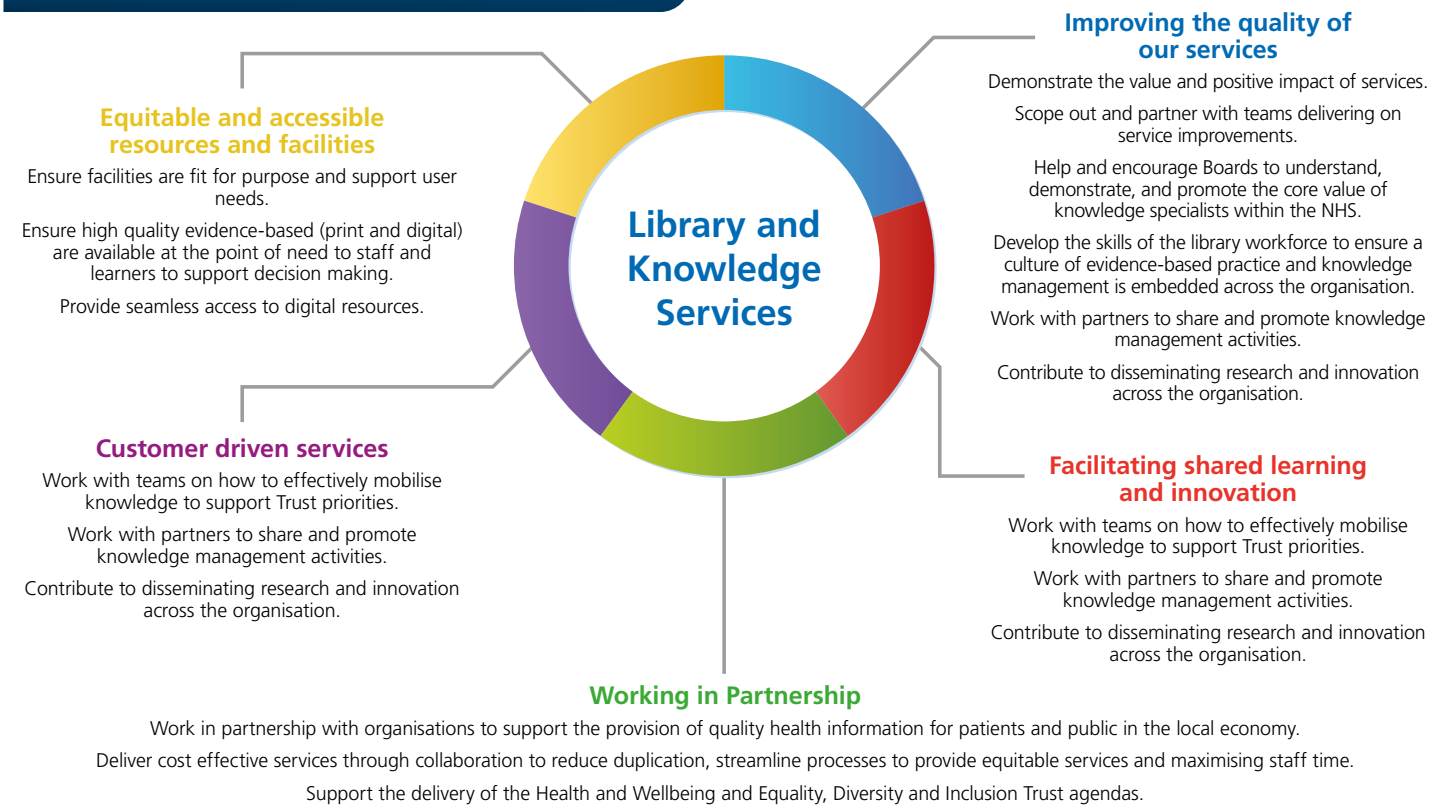 Library and
Knowledge
Services
Equitable and accessible
resources and facilities
Ensure facilities are fit for purpose and support user
needs.
Ensure high quality evidence-based (print and digital)
are available at the point of need to staff and
learners to support decision making.
Provide seamless access to digital resources.
Customer driven services
Work with teams on how to effectively mobilise
knowledge to support Trust priorities.
Work with partners to share and promote
knowledge management activities.
Contribute to disseminating research and innovation
across the organisation.
Improving the quality of
our services
Demonstrate the value and positive impact of services.
Scope out and partner with teams delivering on
service improvements.
Help and encourage Boards to understand,
demonstrate, and promote the core value of
knowledge specialists within the NHS.
Develop the skills of the library workforce to ensure a
culture of evidence-based practice and knowledge
management is embedded across the organisation.
Work with partners to share and promote knowledge
management activities.
Contribute to disseminating research and innovation
across the organisation.
Facilitating shared learning
and innovation
Work with teams on how to effectively mobilise
knowledge to support Trust priorities.
Work with partners to share and promote
knowledge management activities.
Contribute to disseminating research and innovation
across the organisation.
Working in Partnership
Work in partnership with organisations to support the provision of quality health information for patients and public in the local economy.
Deliver cost effective services through collaboration to reduce duplication, streamline processes to provide equitable services and maximising staff time.
Support the delivery of the Health and Wellbeing and Equality, Diversity and Inclusion Trust agendas.